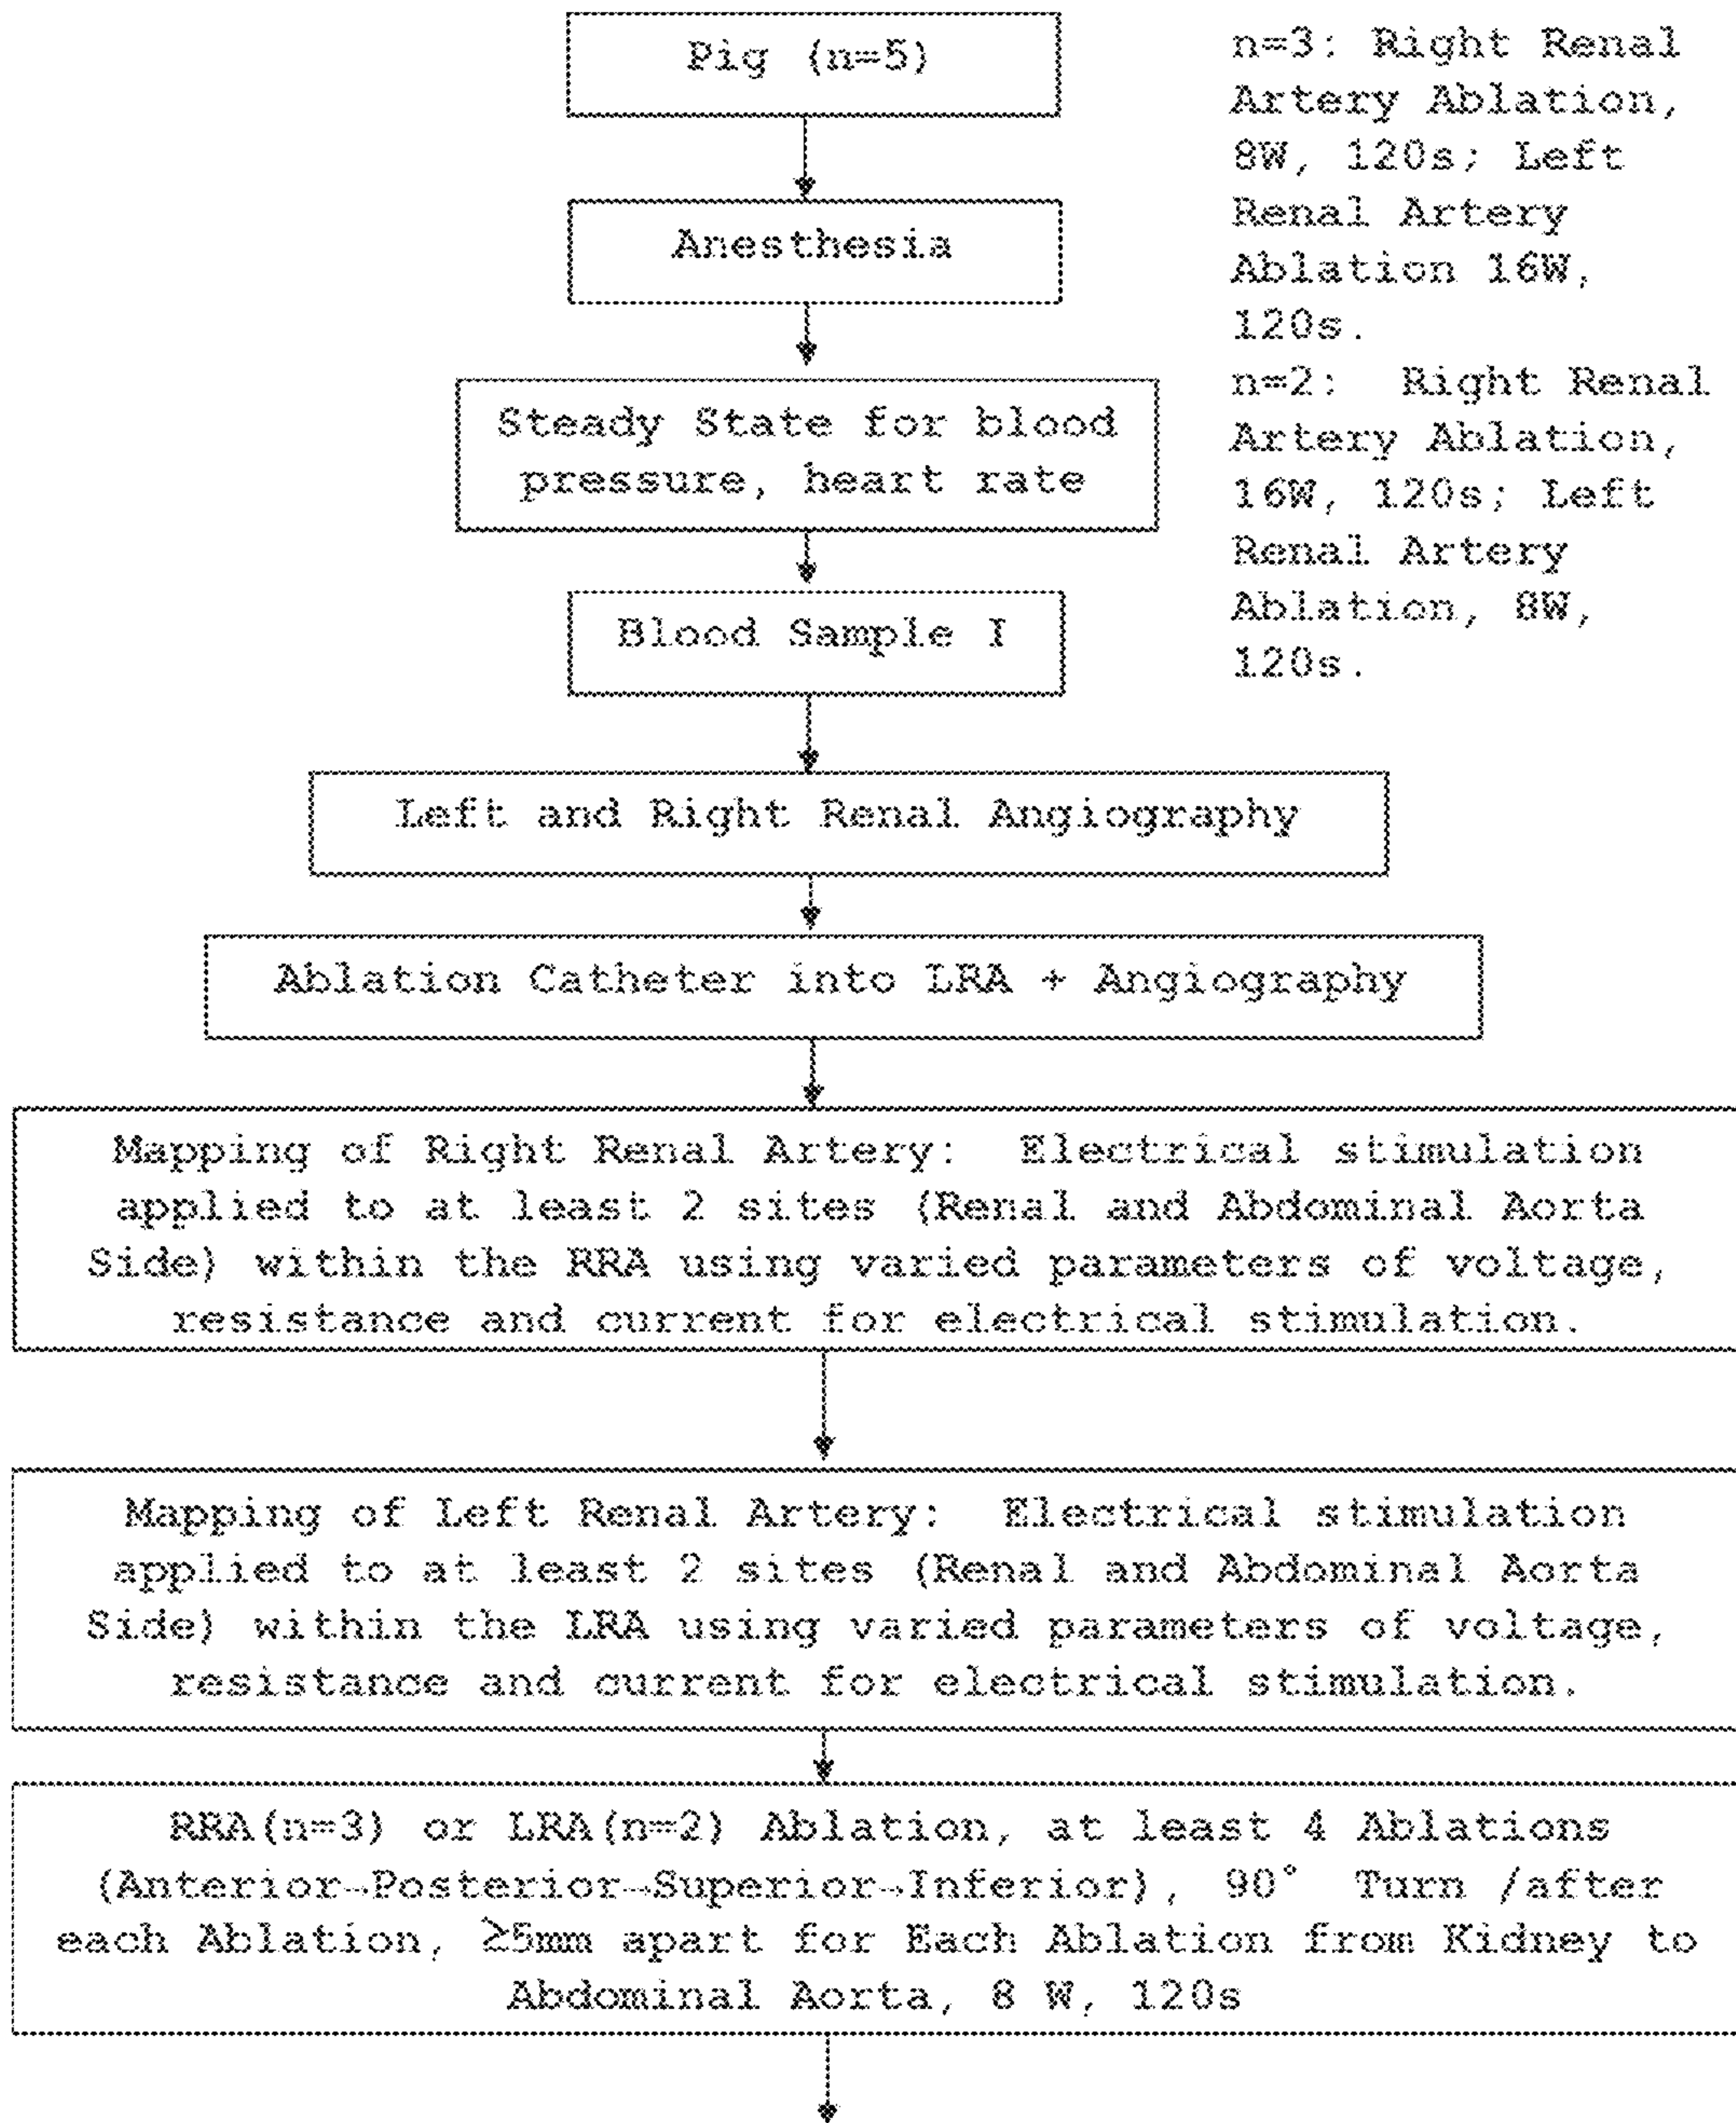 Pig (n=5)
n=3: Right Renal
Artery Ablation,
8W, 120s; Left
Renal Artery
Ablation 16W,
120s.
n=2: Right Renal
Artery Ablation,
16W, 120s; Left
Renal Artery
Ablation, 8W,
120s.
Anesthesia
Steady State for blood
pressure, heart rate
Blood Sample I
Left and Right Renal Angiography
Ablation Catheter into LRA + Angiography
Mapping of Right Renal Artery: Electrical stimulation
applied to at least 2 sites (Renal and Abdominal Aorta
Side) within the RRA using varied parameters of voltage,
resistance and current for electrical stimulation.
Mapping of Left Renal Artery: Electrical stimulation
applied to at least 2 sites (Renal and Abdominal Aorta
Side) within the LRA using varied parameters of voltage,
resistance and current for electrical stimulation.
RRA(n=3) or LRA(n=2) Ablation, at least 4 Ablations
(Anterior→Posterior→Superior→Inferior), 90° Turn /after
each Ablation, ≥5mm apart for Each Ablation from Kidney to
Abdominal Aorta, 8 W, 120s